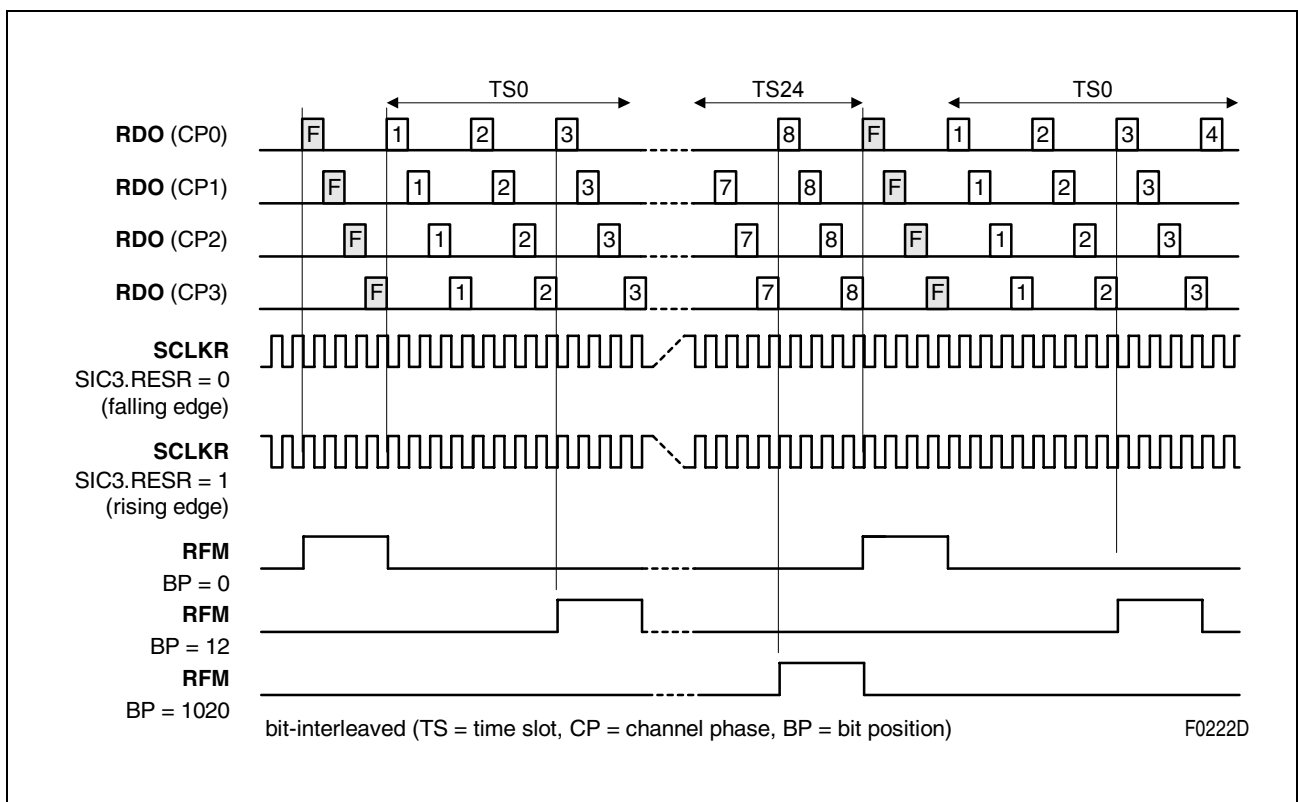 TS0 TS24 TS0
RDO (CP0) F 1 2 3 8 F 1 2 3 4
RDO (CP1) F 1 2 3 7 8 F 1 2 3
RDO (CP2) F 1 2 3 7 8 F 1 2 3
RDO (CP3) F 1 2 3 7 8 F 1 2 3
SCLKR
SIC3.RESR = 0
(falling edge)
SCLKR
SIC3.RESR = 1
(rising edge)
RFM
BP = 0
RFM
BP = 12
RFM
BP = 1020
bit-interleaved (TS = time slot, CP = channel phase, BP = bit position) F0222D